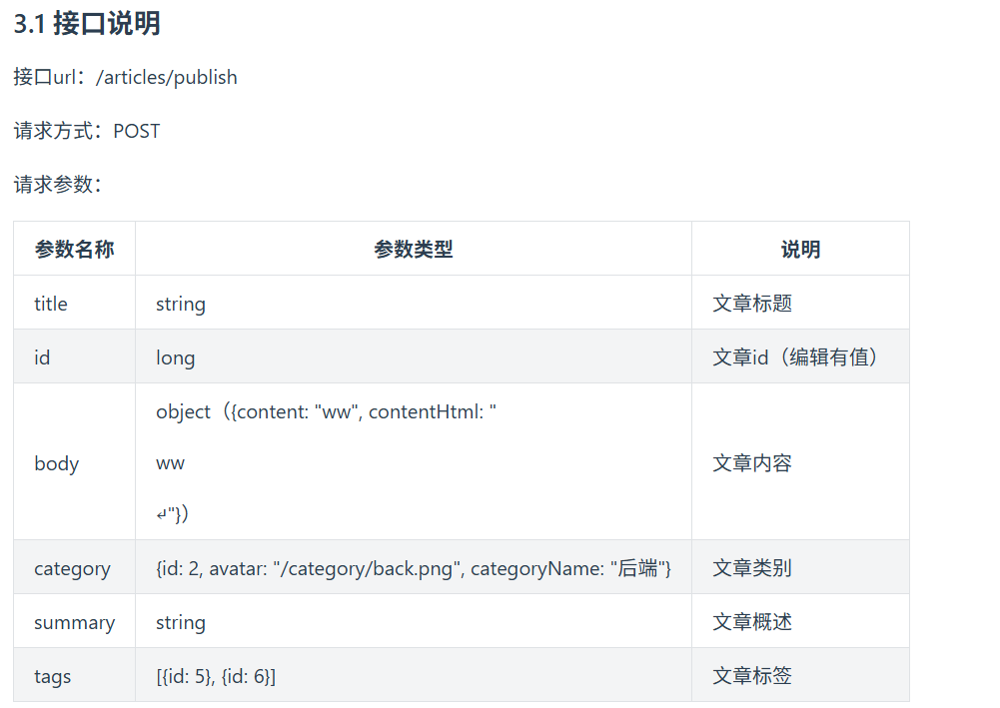 3.1 接口说明
接口url：/articles/publish
请求方式：POST
请求参数：
参数名称 参数类型 说明
title string 文章标题
id long 文章id（编辑有值）
object（{content: "ww", contentHtml: "
ww
body 文章内容
↲"}）
category {id: 2, avatar: "/category/back.png", categoryName: "后端"} 文章类别
summary string 文章概述
tags [{id: 5}, {id: 6}] 文章标签